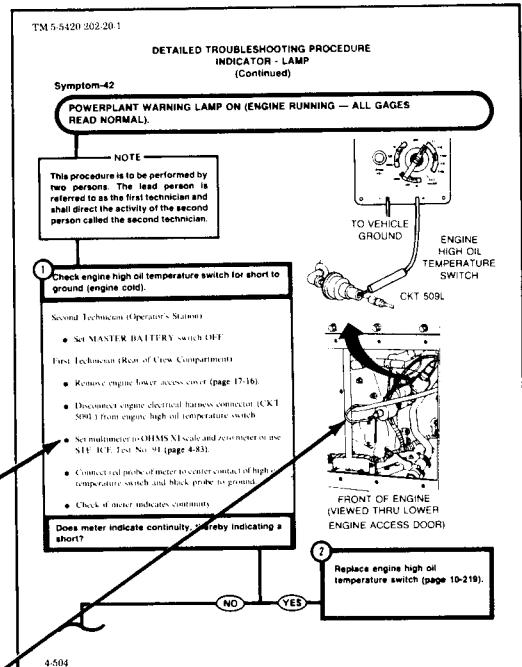 TM 5-5420-202-20-1
DETAILED TROUBLESHOOTING PROCEDURE
INDICATOR - LAMP
(Continued)
Symptom-42
POWERPLANT WARNING LAMP ON (ENGINE RUNNING — ALL GAGES
READ NORMAL).
NOTE
This procedure is to be performed by
two persons. The lead person is
referred to as the first technician and
shall direct the activity of the second
person called the second technician.
TO VEHICLE
GROUND
ENGINE
HIGH OIL
TEMPERATURE
SWITCH
CKT 509L
1
Check engine high oil temperature switch for short to
ground (engine cold).
Second Technician (Operator's Station)
● Set MASTER BATTERY switch OFF
First Technician (Rear of Crew Compartment)
● Remove engine lower access cover (page 17-16).
● Disconnect engine electrical harness connector (CKT
509L) from engine high oil temperature switch
● Set multimeter to OHMS X1 scale and zero meter or use
STE/ICE Test No. 91 (page 4-83).
● Connect red probe of meter to center contact of high
temperature switch and black probe to ground
● Check if meter indicates continuity
Does meter indicate continuity, thereby indicating a
short?
FRONT OF ENGINE
(VIEWED THRU LOWER
ENGINE ACCESS DOOR)
2
Replace engine high oil
temperature switch (page 10-219).
NO
YES
4-504